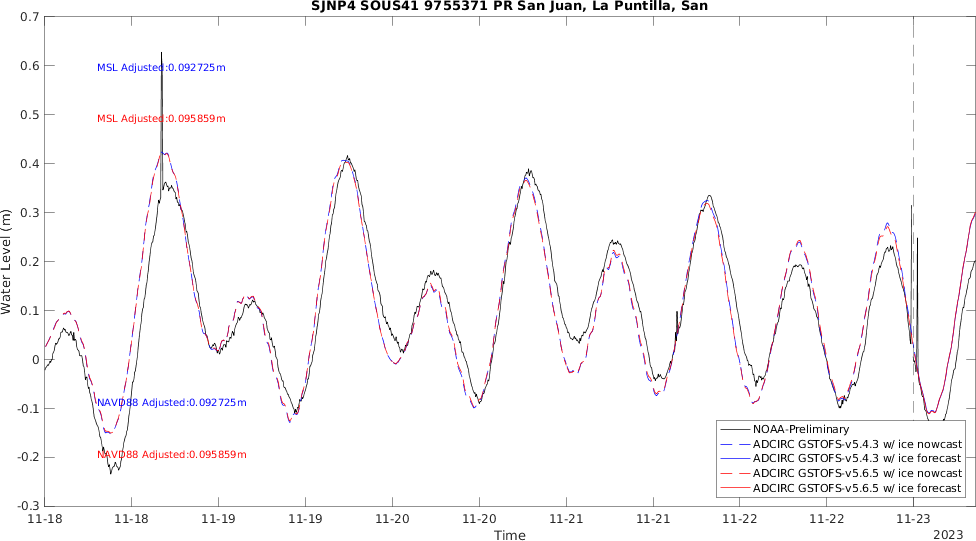 SJNP4 SOUS41 9755371 PR San Juan, La Puntilla, San
0.7
0.6
0.5
0.4
0.3
0.2
0.1
0
-0.1
-0.2
-0.3
Water Level (m)
MSL Adjusted:0.092725m
MSL Adjusted:0.095859m
NAVD88 Adjusted:0.092725m
NAVD88 Adjusted:0.095859m
NOAA-Preliminary
ADCIRC GSTOFS-v5.4.3 w/ ice nowcast
ADCIRC GSTOFS-v5.4.3 w/ ice forecast
ADCIRC GSTOFS-v5.6.5 w/ ice nowcast
ADCIRC GSTOFS-v5.6.5 w/ ice forecast
11-18 11-18 11-19 11-19 11-20 11-20 11-21 11-21 11-22 11-22 11-23
Time
2023